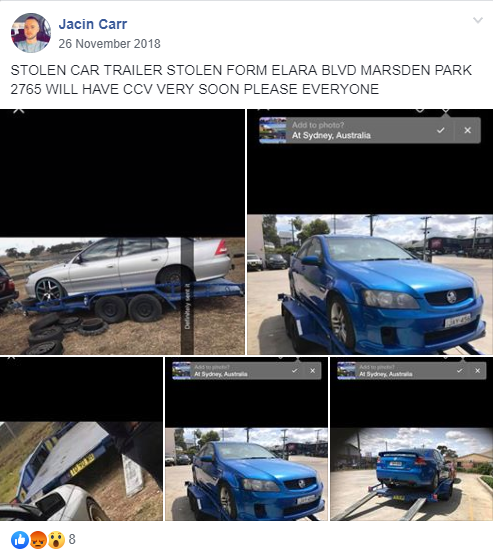 Jacin Carr
26 November 2018
STOLEN CAR TRAILER STOLEN FORM ELARA BLVD MARSDEN PARK
2765 WILL HAVE CCV VERY SOON PLEASE EVERYONE
Add to photo?
At Sydney, Australia
Definitely sent it
Add to photo?
At Sydney, Australia
Add to photo?
At Sydney, Australia
8